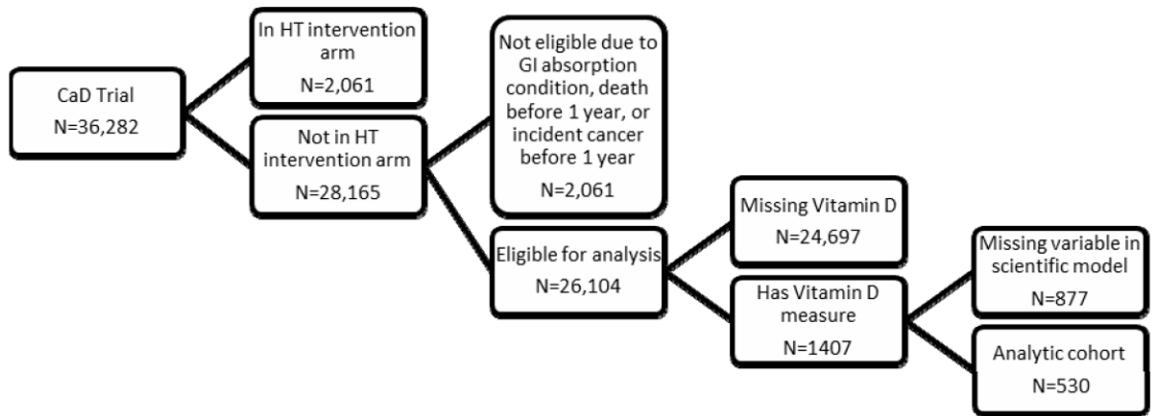 CaD Trial
N=36,282
In HT intervention
arm
N=2,061
Not in HT
intervention arm
N=28,165
Not eligible due to
GI absorption
condition, death
before 1 year, or
incident cancer
before 1 year
N=2,061
Eligible for analysis
N=26,104
Missing Vitamin D
N=24,697
Has Vitamin D
measure
N=1407
Missing variable in
scientific model
N=877
Analytic cohort
N=530